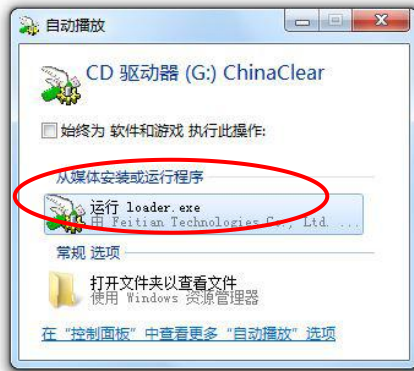 自动播放
CD 驱动器 (G:) ChinaClear
始终为 软件和游戏 执行此操作:
从媒体安装或运行程序
运行 loader.exe
由 Feitian Technologies Co., Ltd. ...
常规 选项
打开文件夹以查看文件
使用 Windows 资源管理器
在“控制面板”中查看更多“自动播放”选项